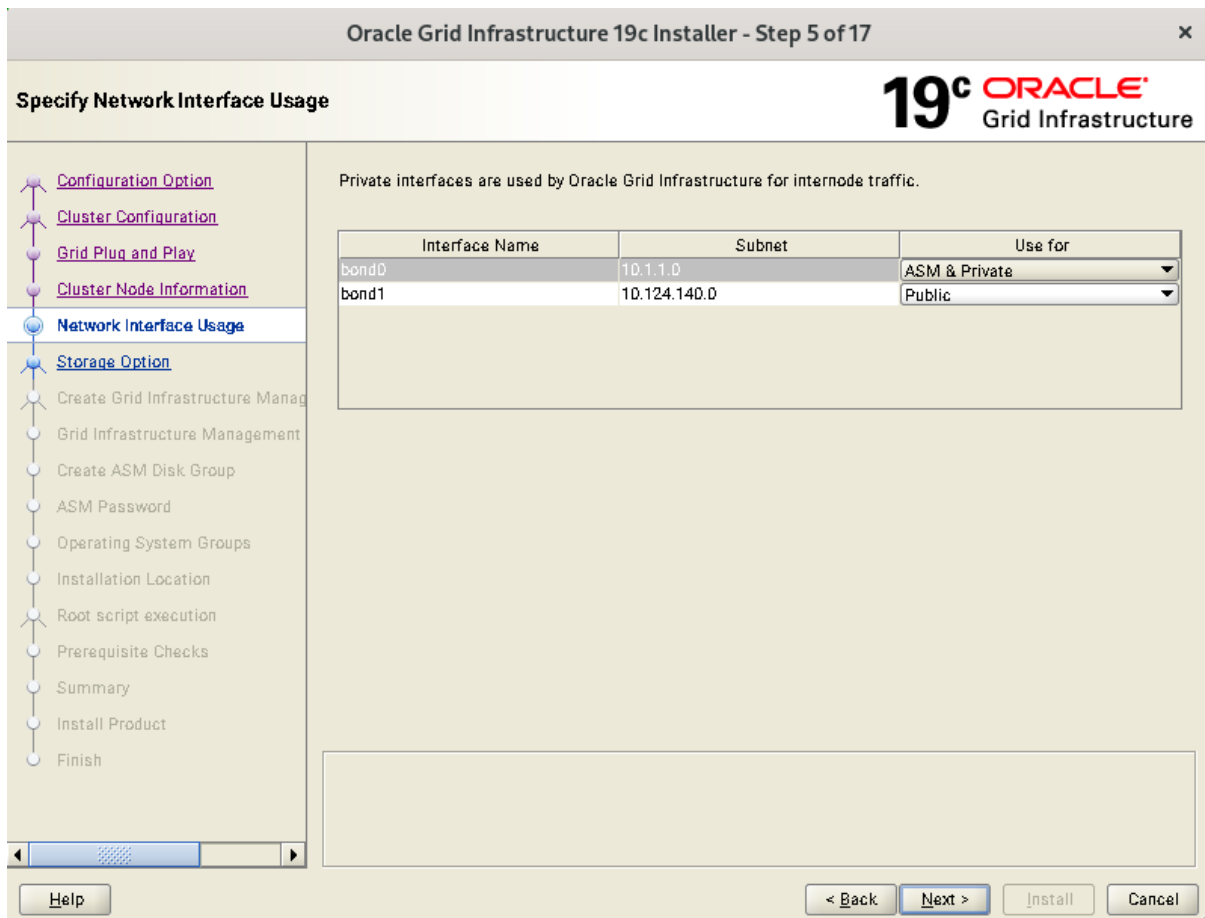 Oracle Grid Infrastructure 19c Installer - Step 5 of 17
Specify Network Interface Usage
19c ORACLE
Grid Infrastructure
Configuration Option
Cluster Configuration
Grid Plug and Play
Cluster Node Information
Network Interface Usage
Storage Option
Create Grid Infrastructure Manag
Grid Infrastructure Management
Create ASM Disk Group
ASM Password
Operating System Groups
Installation Location
Root script execution
Prerequisite Checks
Summary
Install Product
Finish
Private interfaces are used by Oracle Grid Infrastructure for internode traffic.
Interface Name Subnet Use for
bond0 10.1.1.0 ASM & Private
bond1 10.124.140.0 Public
Help < Back Next > Install Cancel